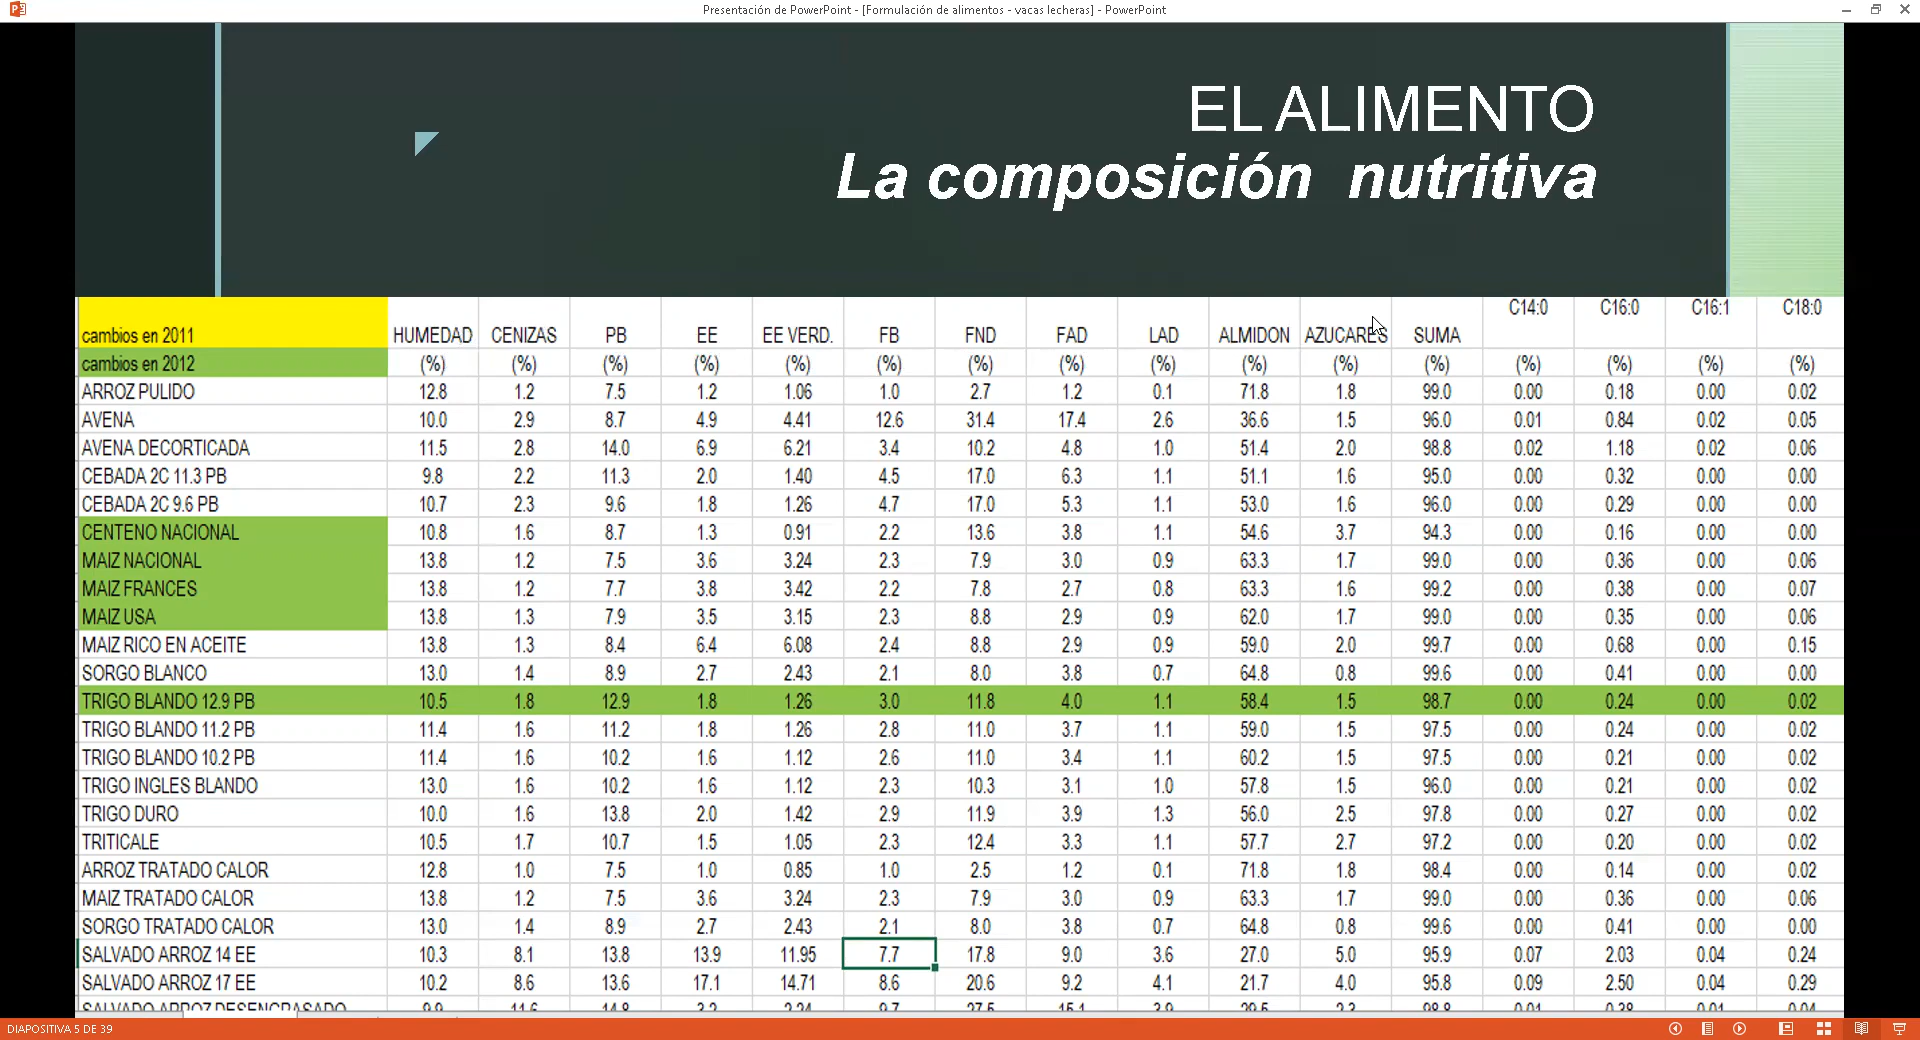 Presentación de PowerPoint - [Formulación de alimentos - vacas lecheras] - PowerPoint
EL ALIMENTO
La composición nutritiva
C14:0 C16:0 C16:1 C18:0
cambios en 2011 HUMEDAD CENIZAS PB EE EE VERD. FB FND FAD LAD ALMIDON AZUCARES SUMA
cambios en 2012 (%) (%) (%) (%) (%) (%) (%) (%) (%) (%) (%) (%) (%) (%) (%) (%)
ARROZ PULIDO 12.8 1.2 7.5 1.2 1.06 1.0 2.7 1.2 0.1 71.8 1.8 99.0 0.00 0.18 0.00 0.02
AVENA 10.0 2.9 8.7 4.9 4.41 12.6 31.4 17.4 2.6 36.6 1.5 96.0 0.01 0.84 0.02 0.05
AVENA DECORTICADA 11.5 2.8 14.0 6.9 6.21 3.4 10.2 4.8 1.0 51.4 2.0 98.8 0.02 1.18 0.02 0.06
CEBADA 2C 11.3 PB 9.8 2.2 11.3 2.0 1.40 4.5 17.0 6.3 1.1 51.1 1.6 95.0 0.00 0.32 0.00 0.00
CEBADA 2C 9.6 PB 10.7 2.3 9.6 1.8 1.26 4.7 17.0 5.3 1.1 53.0 1.6 96.0 0.00 0.29 0.00 0.00
CENTENO NACIONAL 10.8 1.6 8.7 1.3 0.91 2.2 13.6 3.8 1.1 54.6 3.7 94.3 0.00 0.16 0.00 0.00
MAIZ NACIONAL 13.8 1.2 7.5 3.6 3.24 2.3 7.9 3.0 0.9 63.3 1.7 99.0 0.00 0.36 0.00 0.06
MAIZ FRANCES 13.8 1.2 7.7 3.8 3.42 2.2 7.8 2.7 0.8 63.3 1.6 99.2 0.00 0.38 0.00 0.07
MAIZ USA 13.8 1.3 7.9 3.5 3.15 2.3 8.8 2.9 0.9 62.0 1.7 99.0 0.00 0.35 0.00 0.06
MAIZ RICO EN ACEITE 13.8 1.3 8.4 6.4 6.08 2.4 8.8 2.9 0.9 59.0 2.0 99.7 0.00 0.68 0.00 0.15
SORGO BLANCO 13.0 1.4 8.9 2.7 2.43 2.1 8.0 3.8 0.7 64.8 0.8 99.6 0.00 0.41 0.00 0.00
TRIGO BLANDO 12.9 PB 10.5 1.8 12.9 1.8 1.26 3.0 11.8 4.0 1.1 58.4 1.5 98.7 0.00 0.24 0.00 0.02
TRIGO BLANDO 11.2 PB 11.4 1.6 11.2 1.8 1.26 2.8 11.0 3.7 1.1 59.0 1.5 97.5 0.00 0.24 0.00 0.02
TRIGO BLANDO 10.2 PB 11.4 1.6 10.2 1.6 1.12 2.6 11.0 3.4 1.1 60.2 1.5 97.5 0.00 0.21 0.00 0.02
TRIGO INGLES BLANDO 13.0 1.6 10.2 1.6 1.12 2.3 10.3 3.1 1.0 57.8 1.5 96.0 0.00 0.21 0.00 0.02
TRIGO DURO 10.0 1.6 13.8 2.0 1.42 2.9 11.9 3.9 1.3 56.0 2.5 97.8 0.00 0.27 0.00 0.02
TRITICALE 10.5 1.7 10.7 1.5 1.05 2.3 12.4 3.3 1.1 57.7 2.7 97.2 0.00 0.20 0.00 0.02
ARROZ TRATADO CALOR 12.8 1.0 7.5 1.0 0.85 1.0 2.5 1.2 0.1 71.8 1.8 98.4 0.00 0.14 0.00 0.02
MAIZ TRATADO CALOR 13.8 1.2 7.5 3.6 3.24 2.3 7.9 3.0 0.9 63.3 1.7 99.0 0.00 0.36 0.00 0.06
SORGO TRATADO CALOR 13.0 1.4 8.9 2.7 2.43 2.1 8.0 3.8 0.7 64.8 0.8 99.6 0.00 0.41 0.00 0.00
SALVADO ARROZ 14 EE 10.3 8.1 13.8 13.9 11.95 7.7 17.8 9.0 3.6 27.0 5.0 95.9 0.07 2.03 0.04 0.24
SALVADO ARROZ 17 EE 10.2 8.6 13.6 17.1 14.71 8.6 20.6 9.2 4.1 21.7 4.0 95.8 0.09 2.50 0.04 0.29
SALVADO ARROZ DESENGRASADO
DIAPOSITIVA 5 DE 39